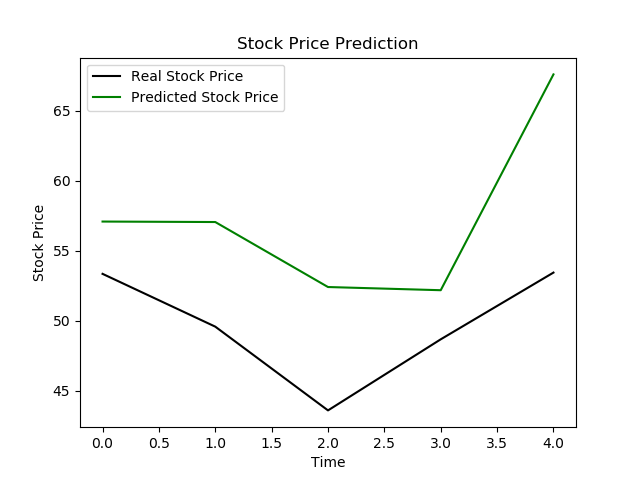 Stock Price Prediction
Real Stock Price
Predicted Stock Price
Stock Price
65
60
55
50
45
0.0 0.5 1.0 1.5 2.0 2.5 3.0 3.5 4.0
Time